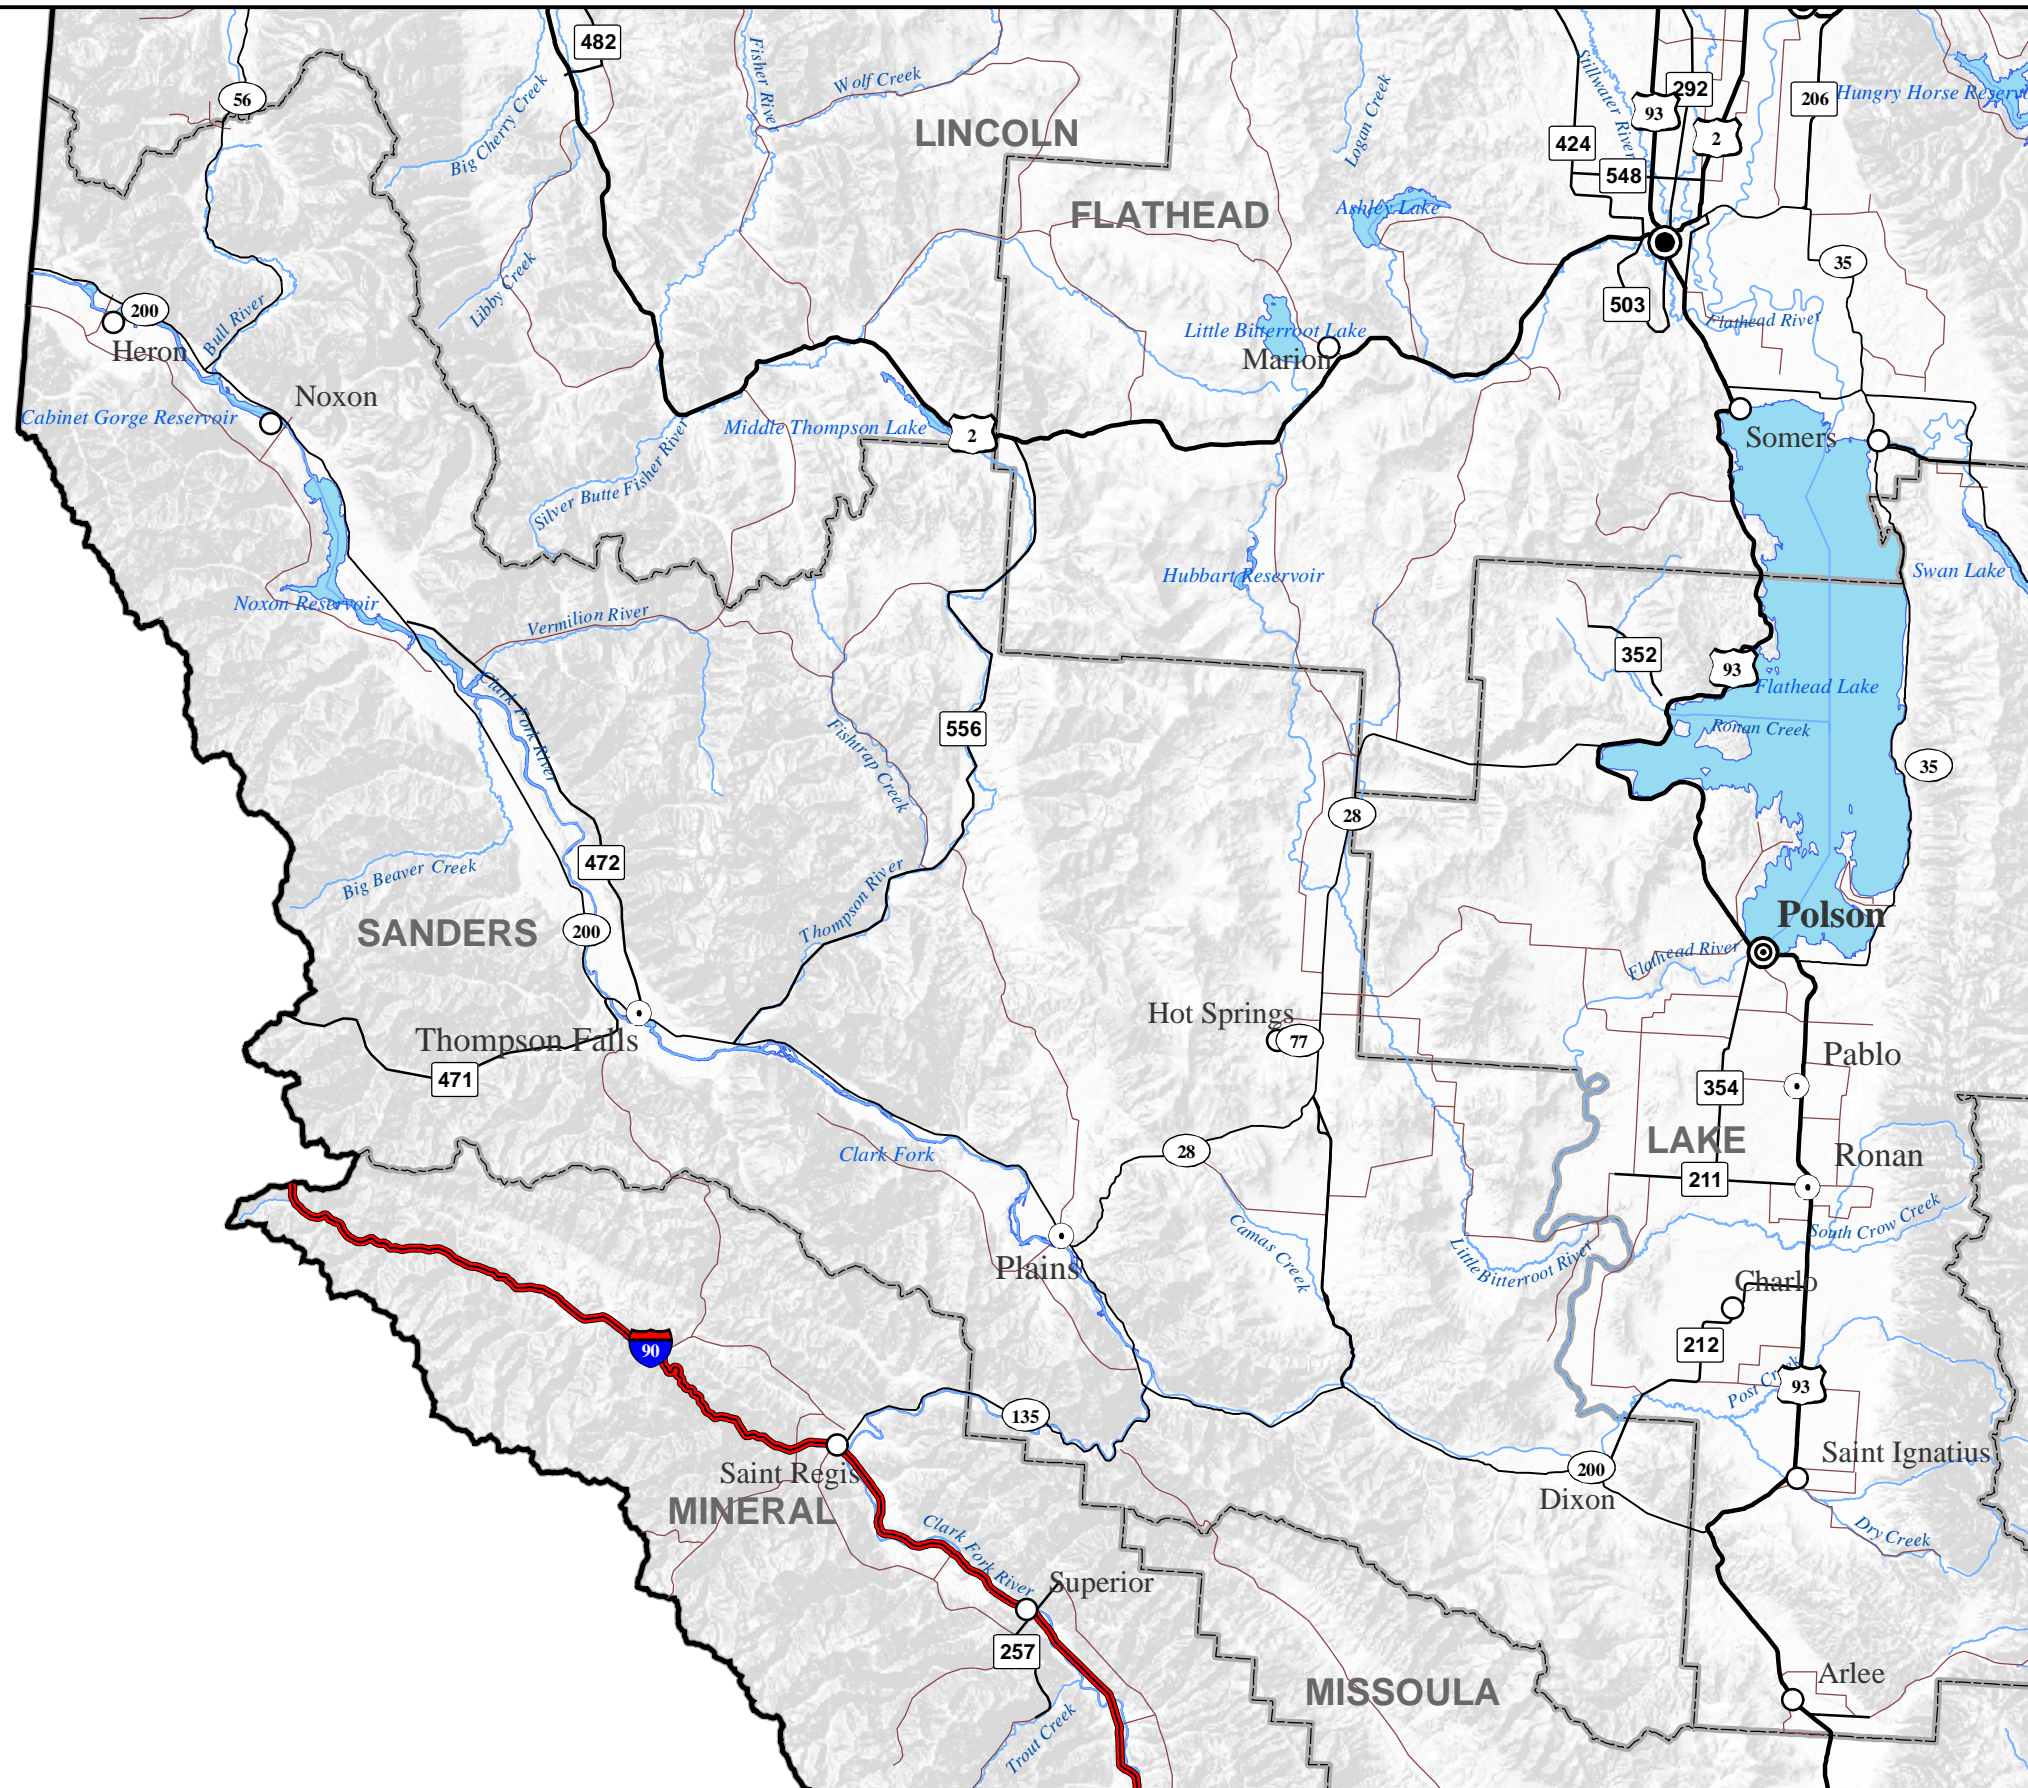 482
56
Fisher River
Wolf Creek
Big Cherry Creek
LINCOLN
Logan Creek
Stillwater River
93
292
2
206
Hungry Horse Reserv
424
548
FLATHEAD
Ashley Lake
35
503
Flathead River
200
Heron
Bull River
Libby Creek
Little Bitterroot Lake
Marion
Noxon
Cabinet Gorge Reservoir
Middle Thompson Lake
2
Somers
Silver Butte Fisher River
Hubbart Reservoir
Swan Lake
Noxon Reservoir
Vermilion River
352
93
Flathead Lake
Clark Fork River
556
Ronan Creek
Fishtrap Creek
35
28
472
Big Beaver Creek
Thompson River
SANDERS
200
Polson
Flathead River
Hot Springs
77
Thompson Falls
471
Pablo
354
LAKE
Clark Fork
28
Ronan
211
Camas Creek
South Crow Creek
Plains
Little Bitterroot River
Charlo
90
212
Post Creek
93
135
Saint Regis
MINERAL
Saint Ignatius
200
Dixon
Clark Fork River
Dry Creek
Superior
257
MISSOULA
Arlee
Trout Creek